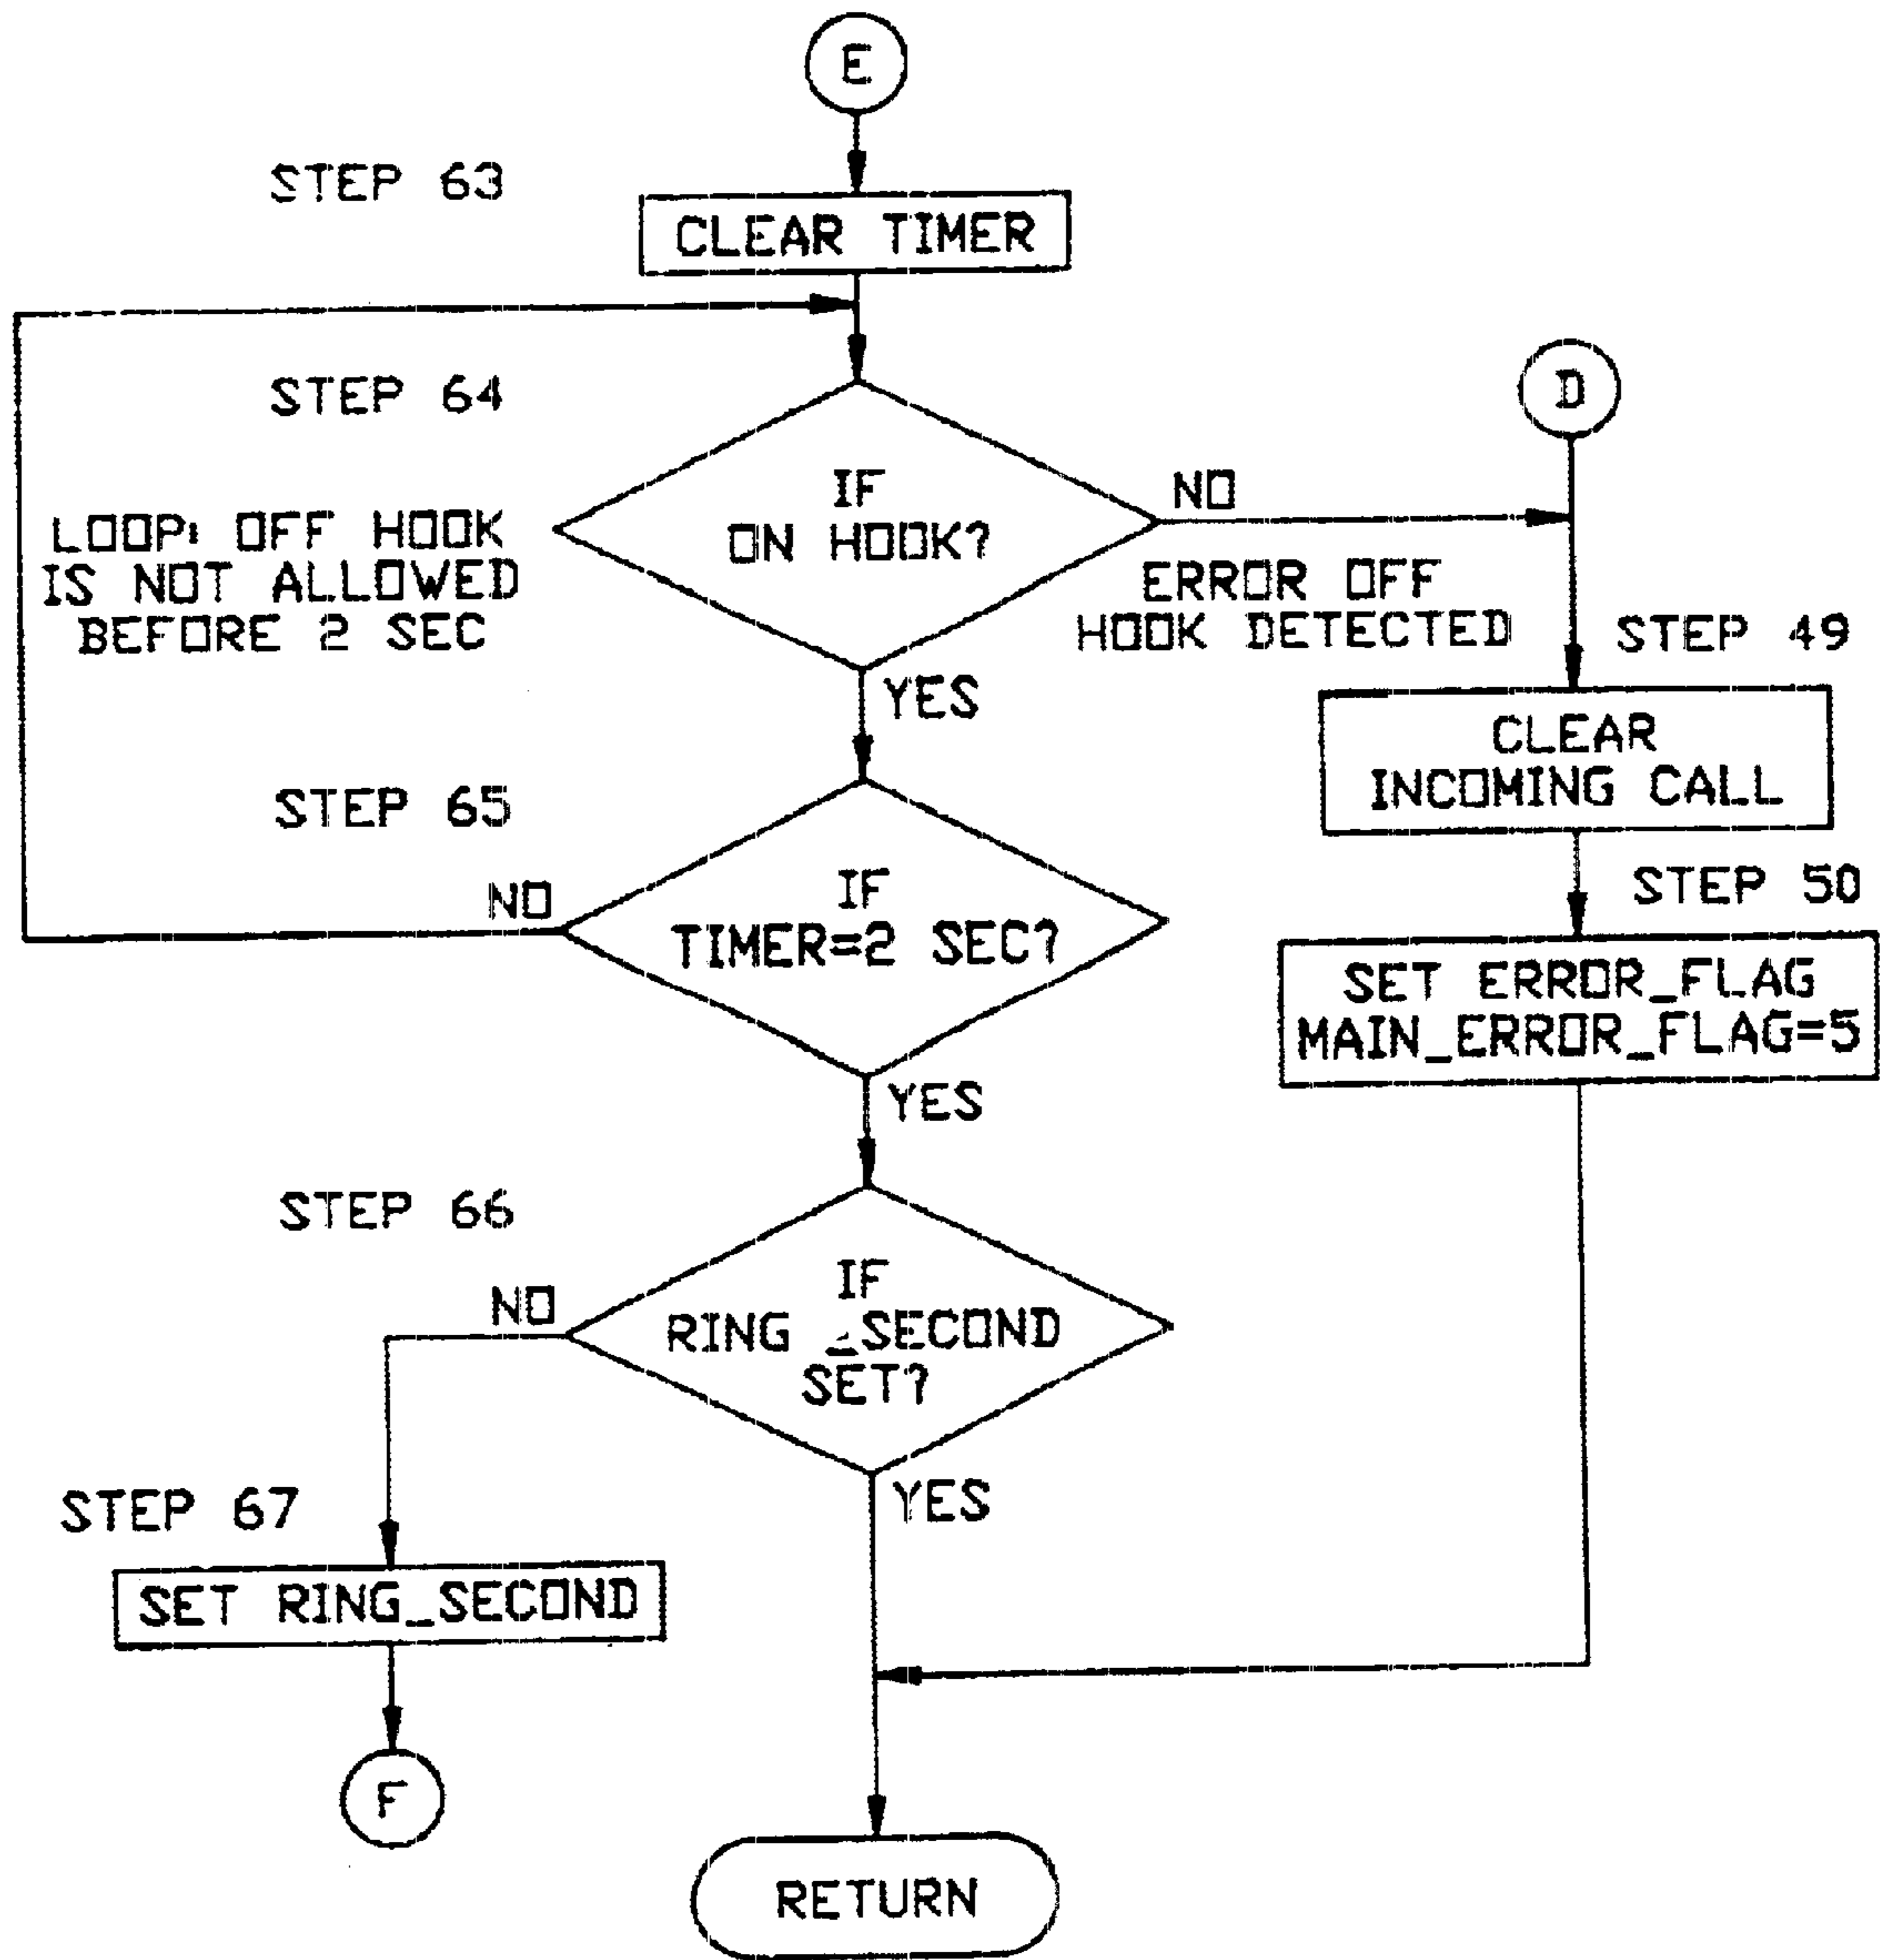 E
STEP 63
CLEAR TIMER
STEP 64
D
IF
ON HOOK?
NO
LOOP: OFF HOOK
IS NOT ALLOWED
BEFORE 2 SEC
ERROR OFF
HOOK DETECTED
YES
STEP 49
CLEAR
INCOMING CALL
STEP 65
NO
IF
TIMER=2 SEC?
YES
STEP 50
SET ERROR_FLAG
MAIN_ERROR_FLAG=5
STEP 66
NO
IF
RING _SECOND
SET?
YES
STEP 67
SET RING_SECOND
F
RETURN